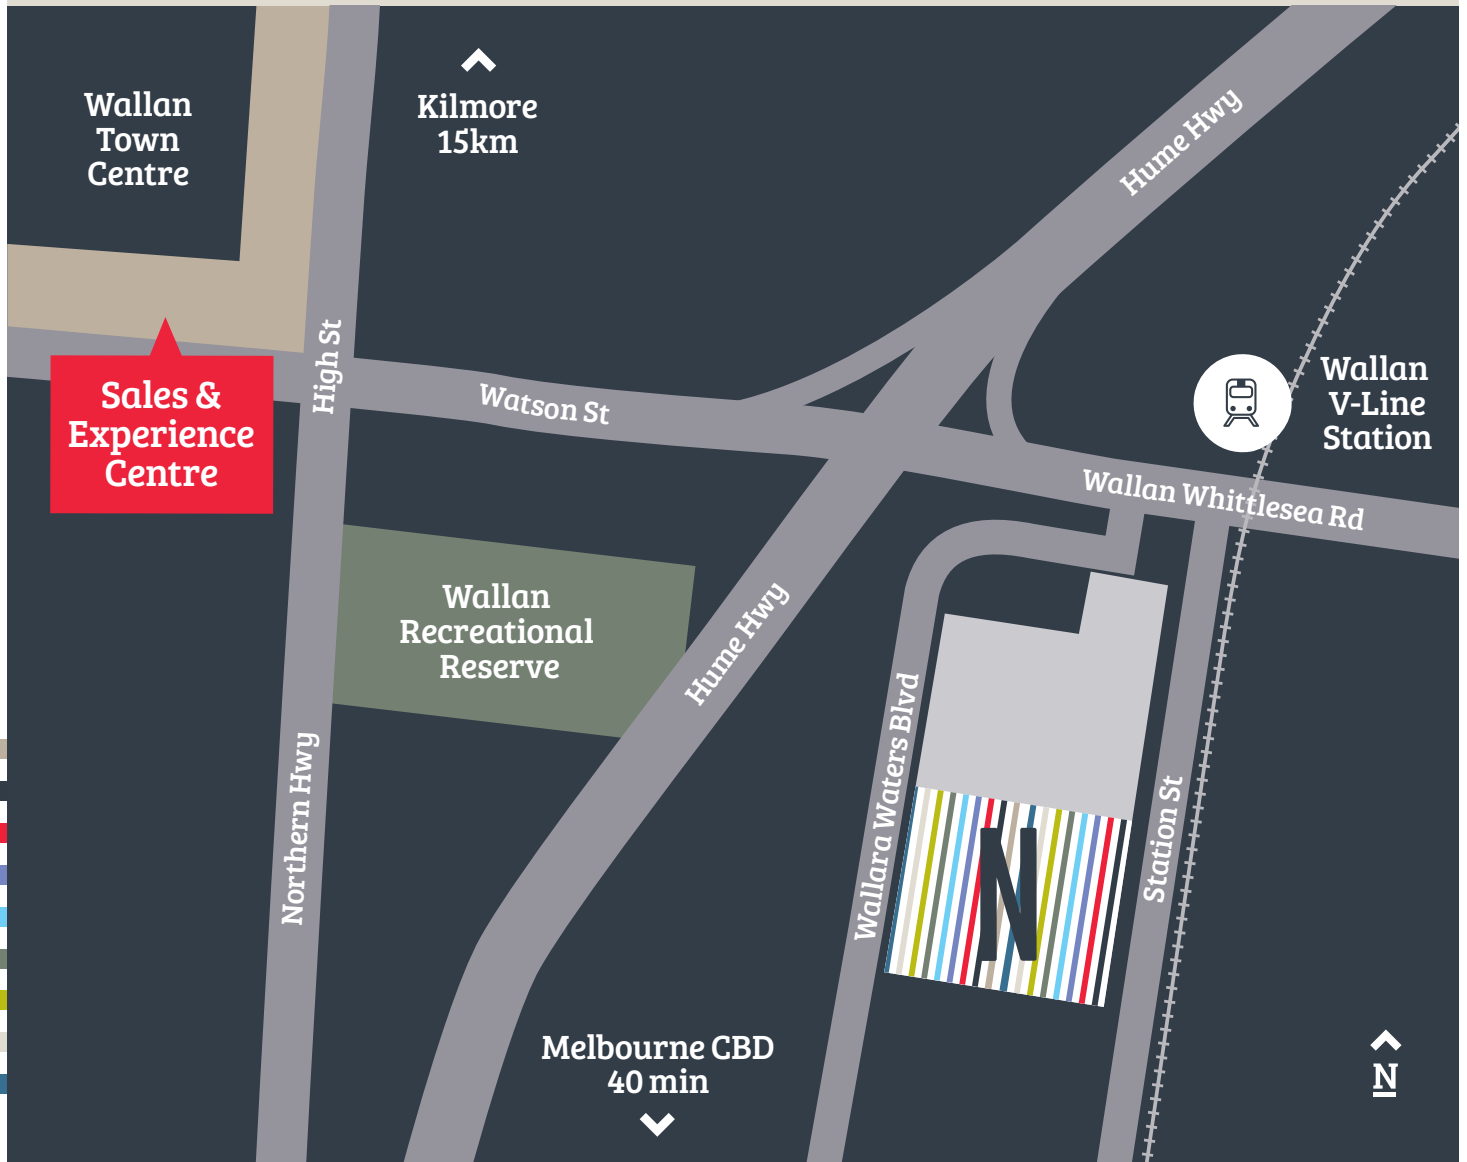 Wallan
Town
Centre
Kilmore
15km
Hume Hwy
High St
Watson St
Sales &
Experience
Centre
Wallan
V-Line
Station
Wallan Whittlesea Rd
Wallan
Recreational
Reserve
Hume Hwy
Wallara Waters Blvd
Station St
Northern Hwy
N
Melbourne CBD
40 min
N